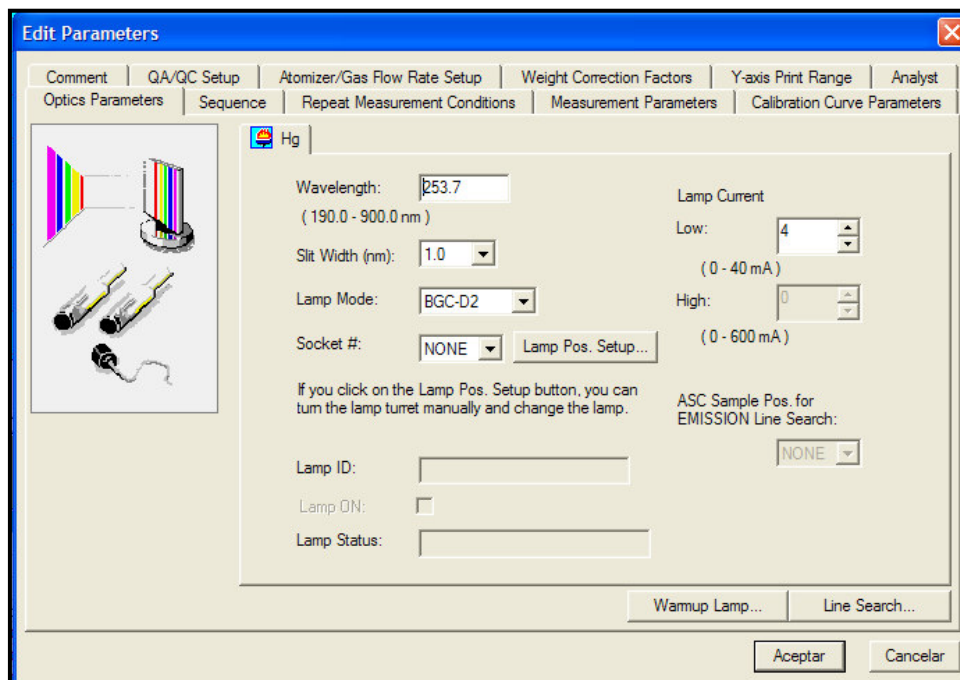 Edit Parameters
Comment QA/QC Setup Atomizer/Gas Flow Rate Setup Weight Correction Factors Y-axis Print Range Analyst
Optics Parameters Sequence Repeat Measurement Conditions Measurement Parameters Calibration Curve Parameters
Hg
Wavelength: 253.7
( 190.0 - 900.0 nm )
Slit Width (nm): 1.0
Lamp Mode: BGC-D2
Socket #: NONE Lamp Pos. Setup...
If you click on the Lamp Pos. Setup button, you can
turn the lamp turret manually and change the lamp.
Lamp ID:
Lamp ON:
Lamp Status:
Lamp Current
Low: 4
( 0 - 40 mA )
High: 0
( 0 - 600 mA )
ASC Sample Pos. for
EMISSION Line Search:
NONE
Warmup Lamp... Line Search...
Aceptar Cancelar